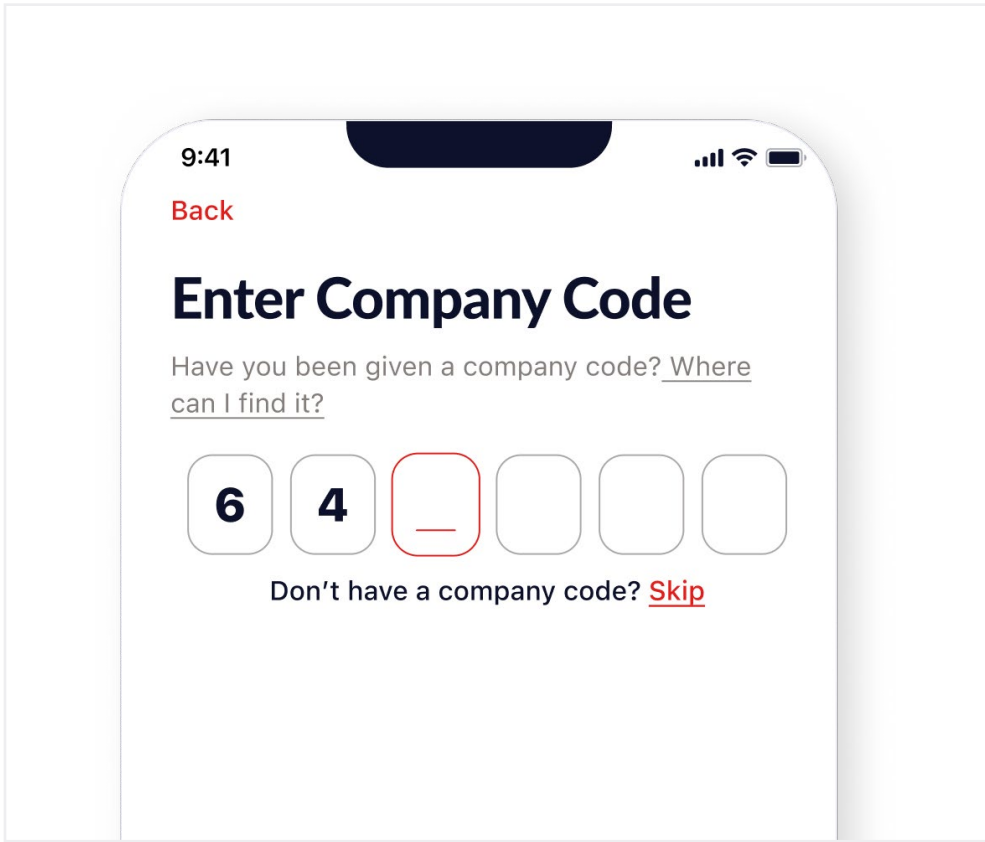 9:41
Back
Enter Company Code
Have you been given a company code? Where
can I find it?
6 4 _
Don’t have a company code? Skip